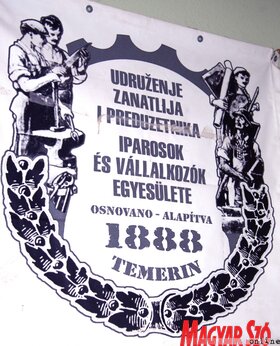 UDRUŽENJE
ZANATLIJA
I PREDUZETNIKA
IPAROSOK
ÉS VÁLLALKOZÓK
EGYESÜLETE
OSNOVANO - ALAPÍTVA
1888
TEMERIN
MAGYAR SZÓ
online